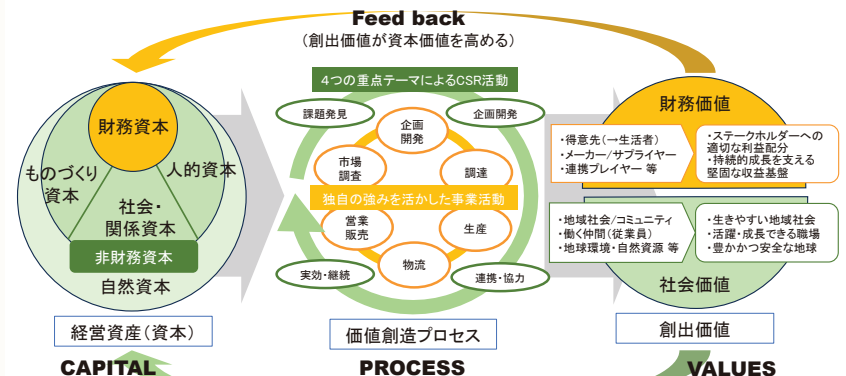 Feed back
（創出価値が資本価値を高める）
財務資本
ものづくり
資本
人的資本
社会・
関係資本
非財務資本
自然資本
経営資産（資本）
CAPITAL
4つの重点テーマによるCSR活動
課題発見
企画開発
企画
開発
市場
調査
調達
独自の強みを活かした事業活動
営業
販売
生産
物流
実効・継続
連携・協力
価値創造プロセス
PROCESS
財務価値
・得意先（→生活者）
・メーカー/サプライヤー
・連携プレイヤー 等
・ステークホルダーへの
適切な利益配分
・持続的成長を支える
堅固な収益基盤
・地域社会/コミュニティ
・働く仲間（従業員）
・地球環境・自然資源 等
・生きやすい地域社会
・活躍・成長できる職場
・豊かかつ安全な地球
社会価値
創出価値
VALUES